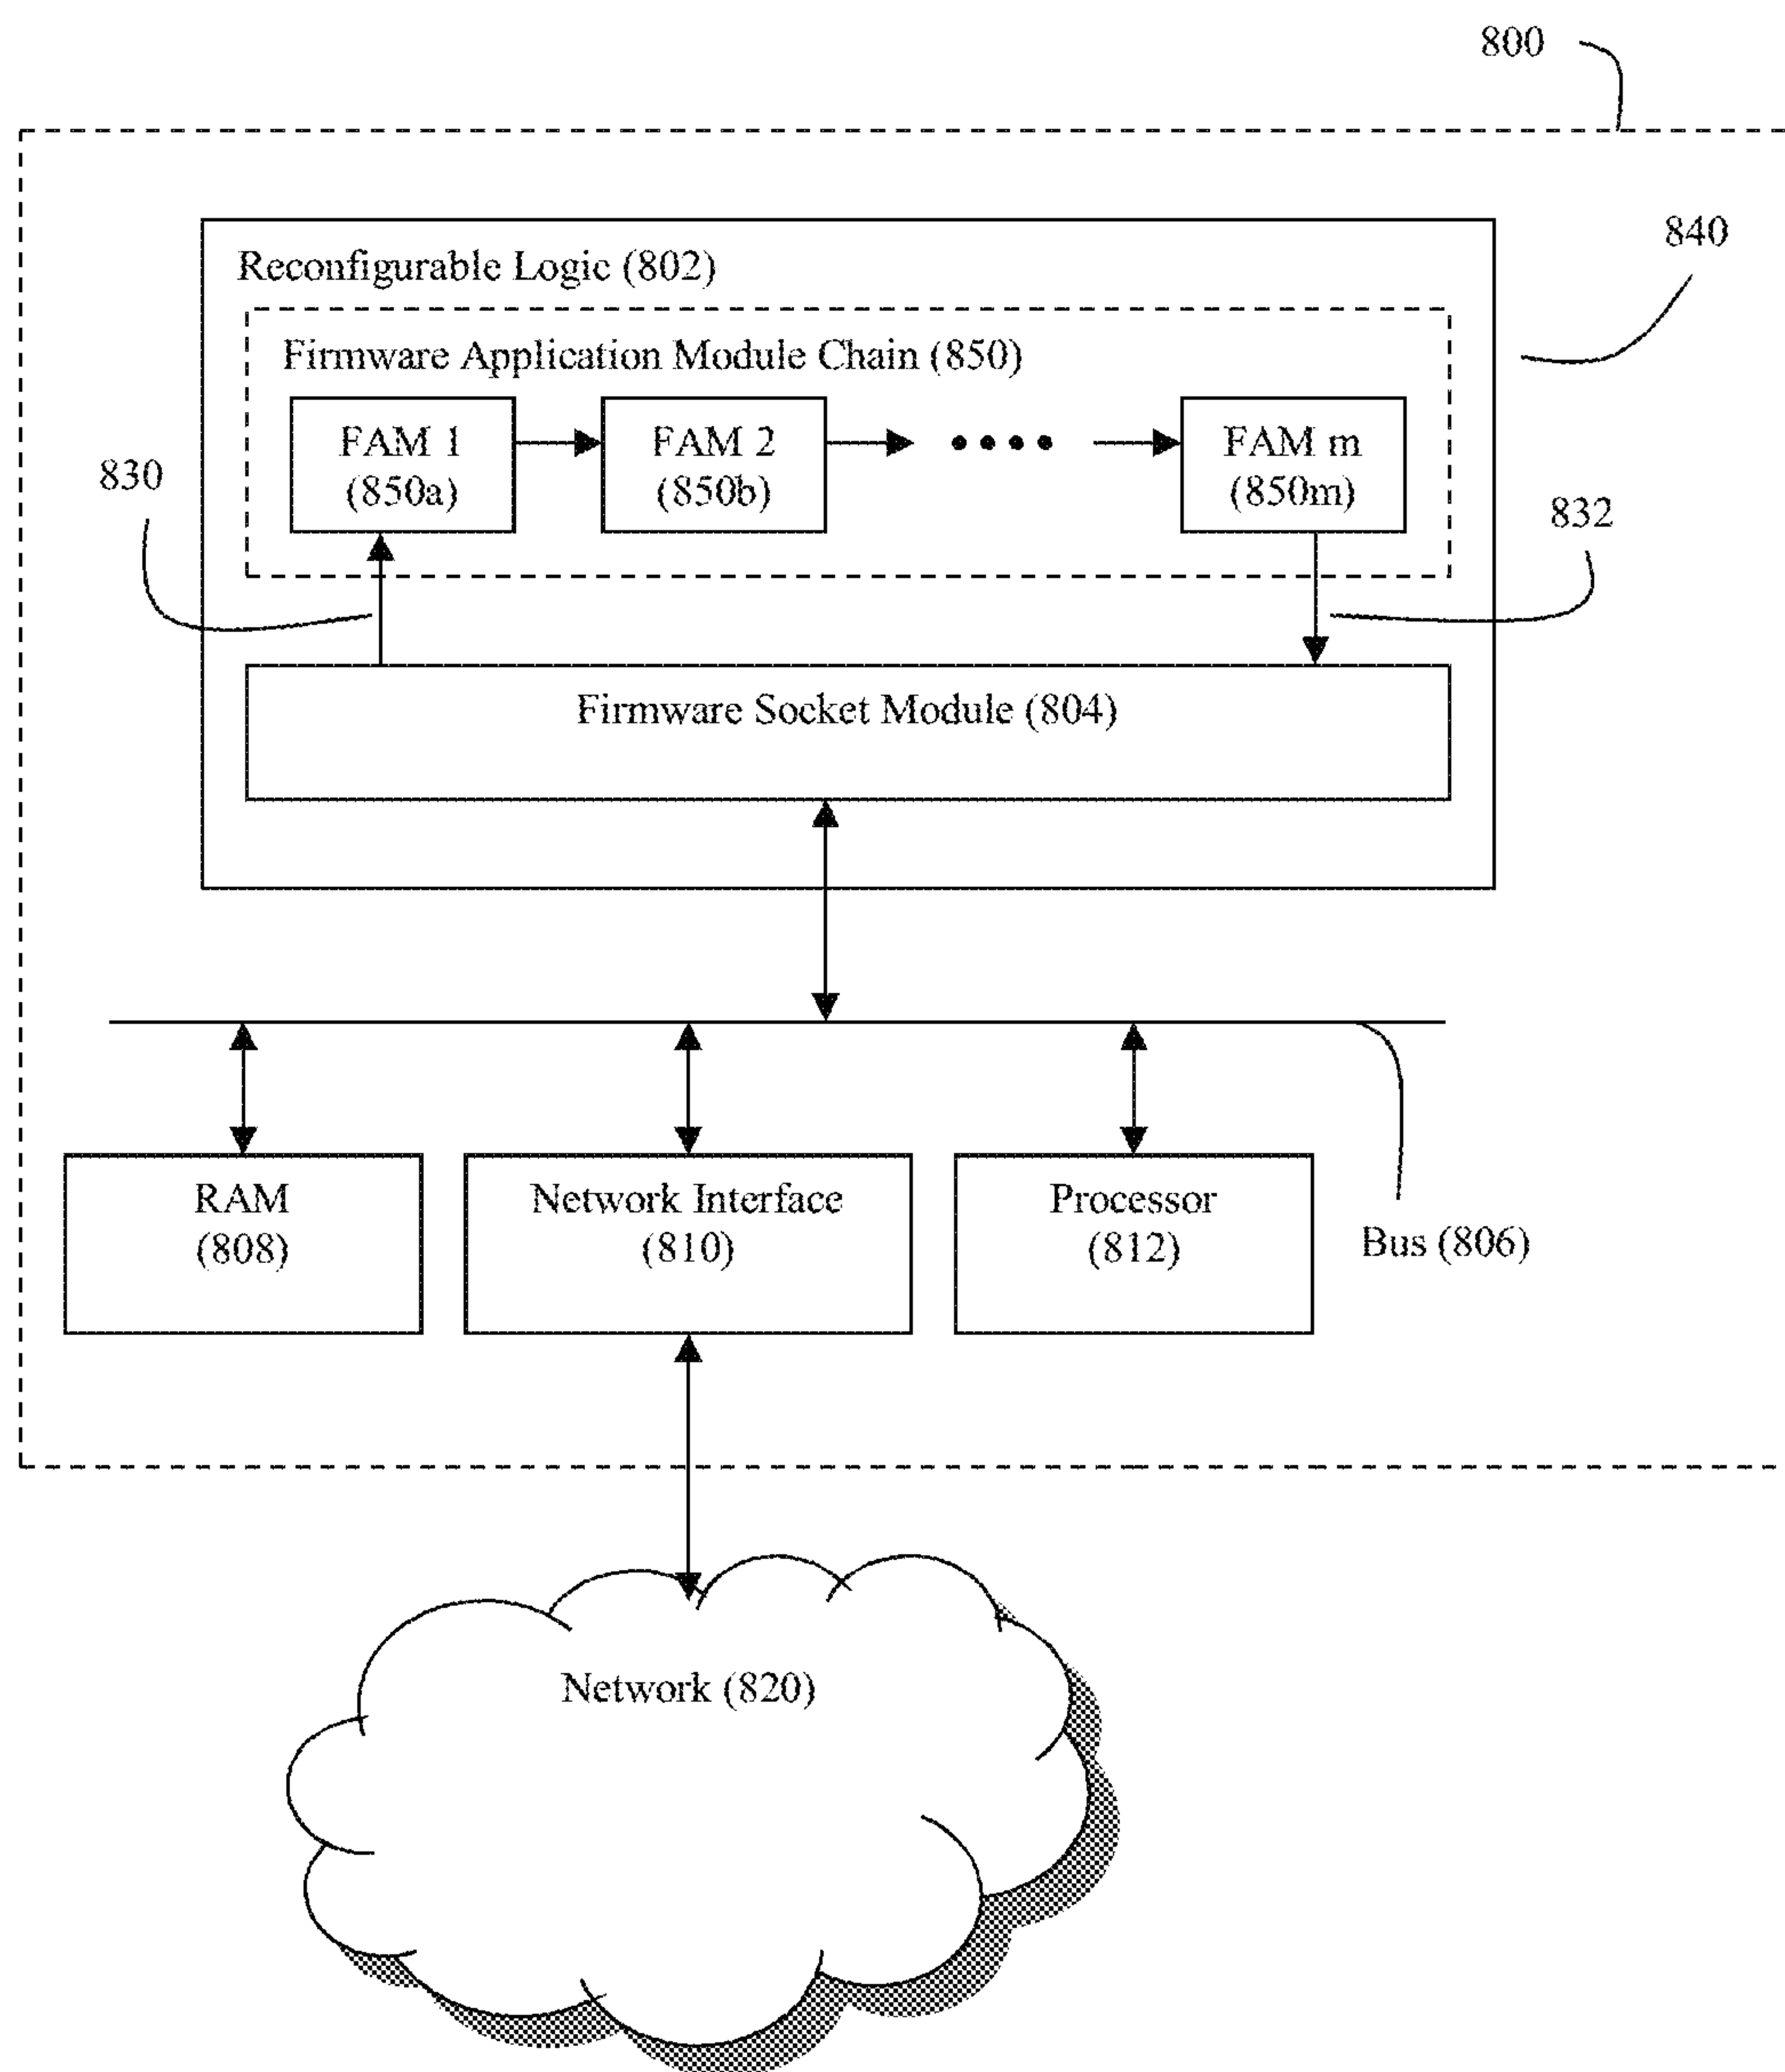 800
840
Reconfigurable Logic (802)
Firmware Application Module Chain (850)
FAM 1
(850a)
FAM 2
(850b)
FAM m
(850m)
830
832
Firmware Socket Module (804)
RAM
(808)
Network Interface
(810)
Processor
(812)
Bus (806)
Network (820)